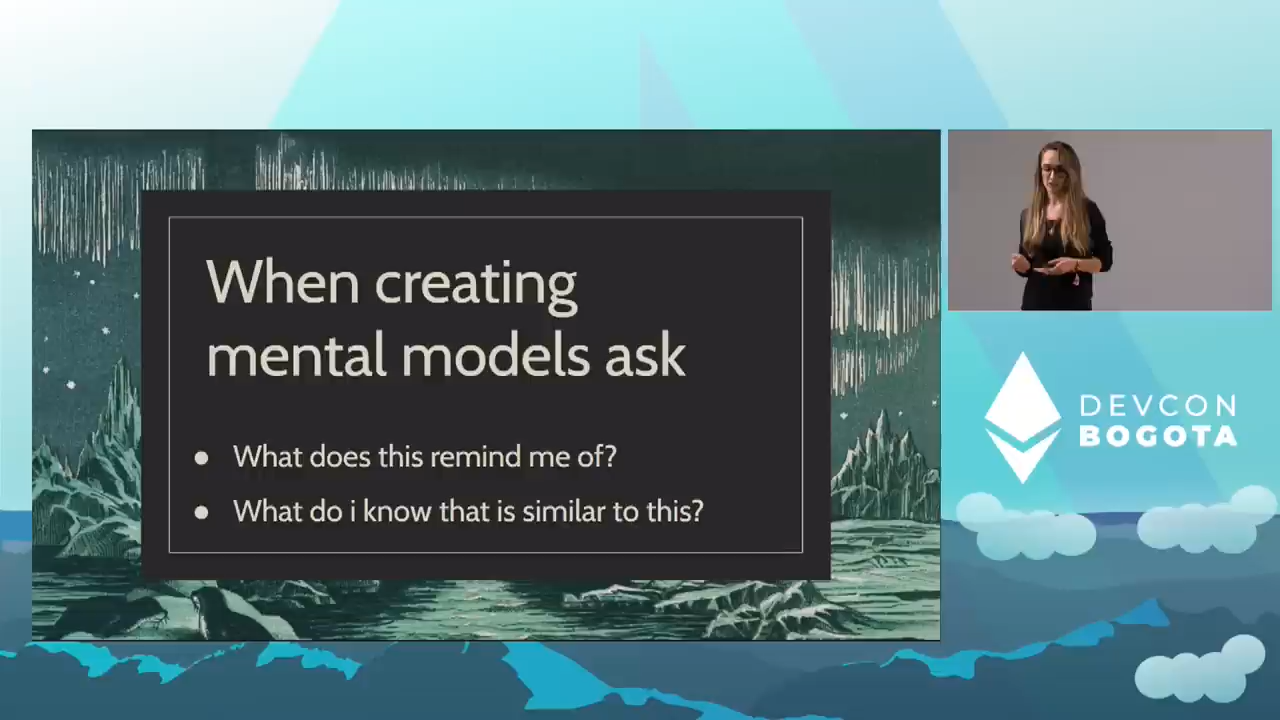 When creating
mental models ask
● What does this remind me of?
● What do i know that is similar to this?
DEVCON
BOGOTA